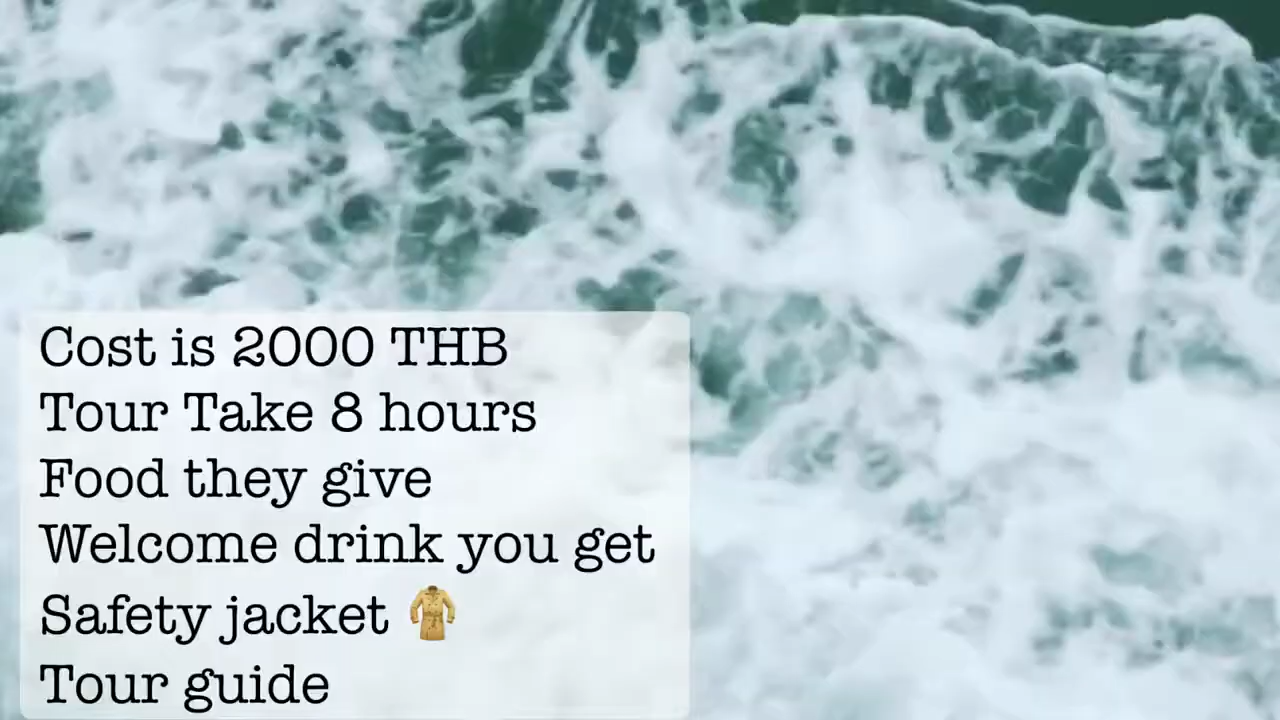 Cost is 2000 THB
Tour Take 8 hours
Food they give
Welcome drink you get
Safety jacket 🧥
Tour guide